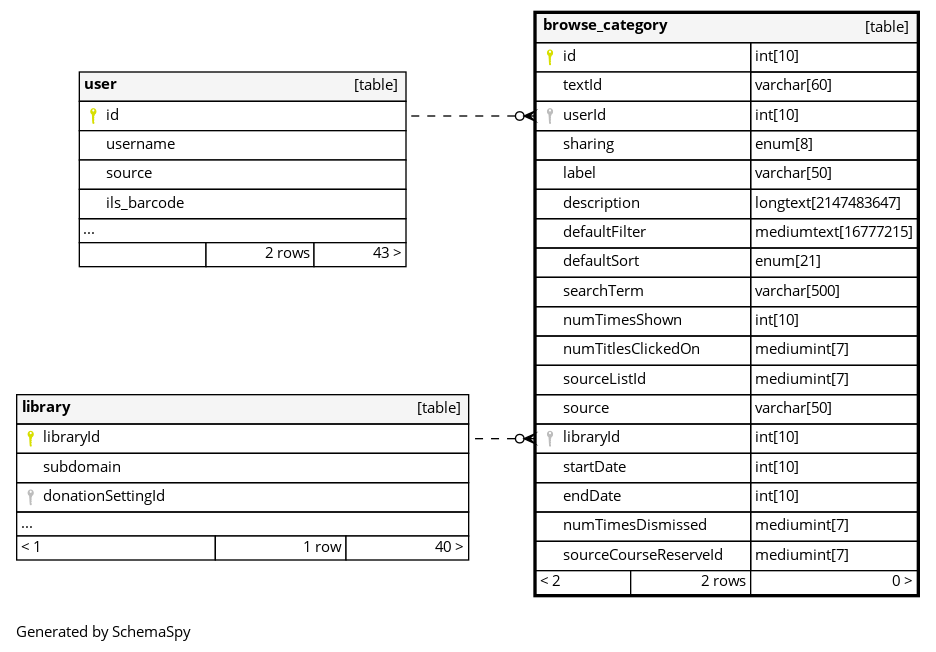 user [table]
id
username
source
ils_barcode
...
2 rows 43 >
library [table]
libraryId
subdomain
donationSettingId
...
< 1 1 row 40 >
browse_category [table]
id int[10]
textId varchar[60]
userId int[10]
sharing enum[8]
label varchar[50]
description longtext[2147483647]
defaultFilter mediumtext[16777215]
defaultSort enum[21]
searchTerm varchar[500]
numTimesShown int[10]
numTitlesClickedOn mediumint[7]
sourceListId mediumint[7]
source varchar[50]
libraryId int[10]
startDate int[10]
endDate int[10]
numTimesDismissed mediumint[7]
sourceCourseReserveId mediumint[7]
< 2 2 rows 0 >
Generated by SchemaSpy